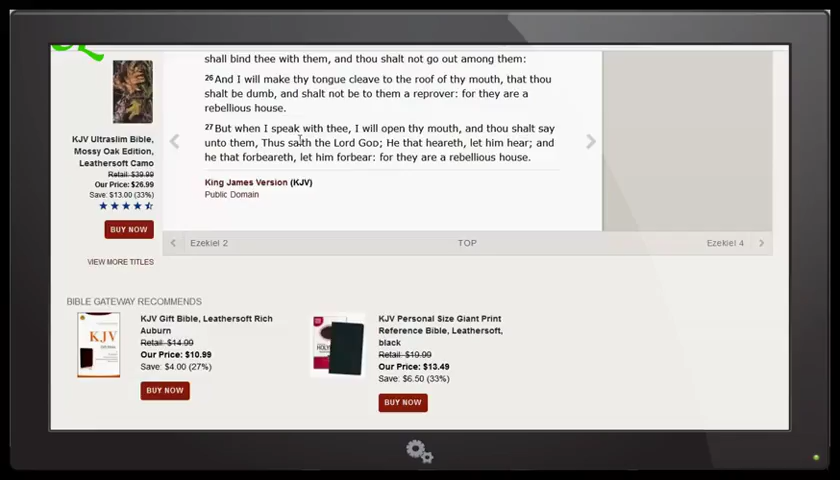 shall bind thee with them, and thou shalt not go out among them:
26 And I will make thy tongue cleave to the roof of thy mouth, that thou
shalt be dumb, and shalt not be to them a reprover: for they are a
rebellious house.
27 But when I speak with thee, I will open thy mouth, and thou shalt say
unto them, Thus saith the Lord GOD; He that heareth, let him hear; and
he that forbeareth, let him forbear: for they are a rebellious house.
King James Version (KJV)
Public Domain
KJV Ultraslim Bible,
Mossy Oak Edition,
Leathersoft Camo
Retail: $39.99
Our Price: $26.99
Save: $13.00 (33%)
BUY NOW
VIEW MORE TITLES
Ezekiel 2
TOP
Ezekiel 4
BIBLE GATEWAY RECOMMENDS
KJV
KJV Gift Bible, Leathersoft Rich
Auburn
Retail: $14.99
Our Price: $10.99
Save: $4.00 (27%)
BUY NOW
KJV Personal Size Giant Print
Reference Bible, Leathersoft,
black
Retail: $19.99
Our Price: $13.49
Save: $6.50 (33%)
BUY NOW